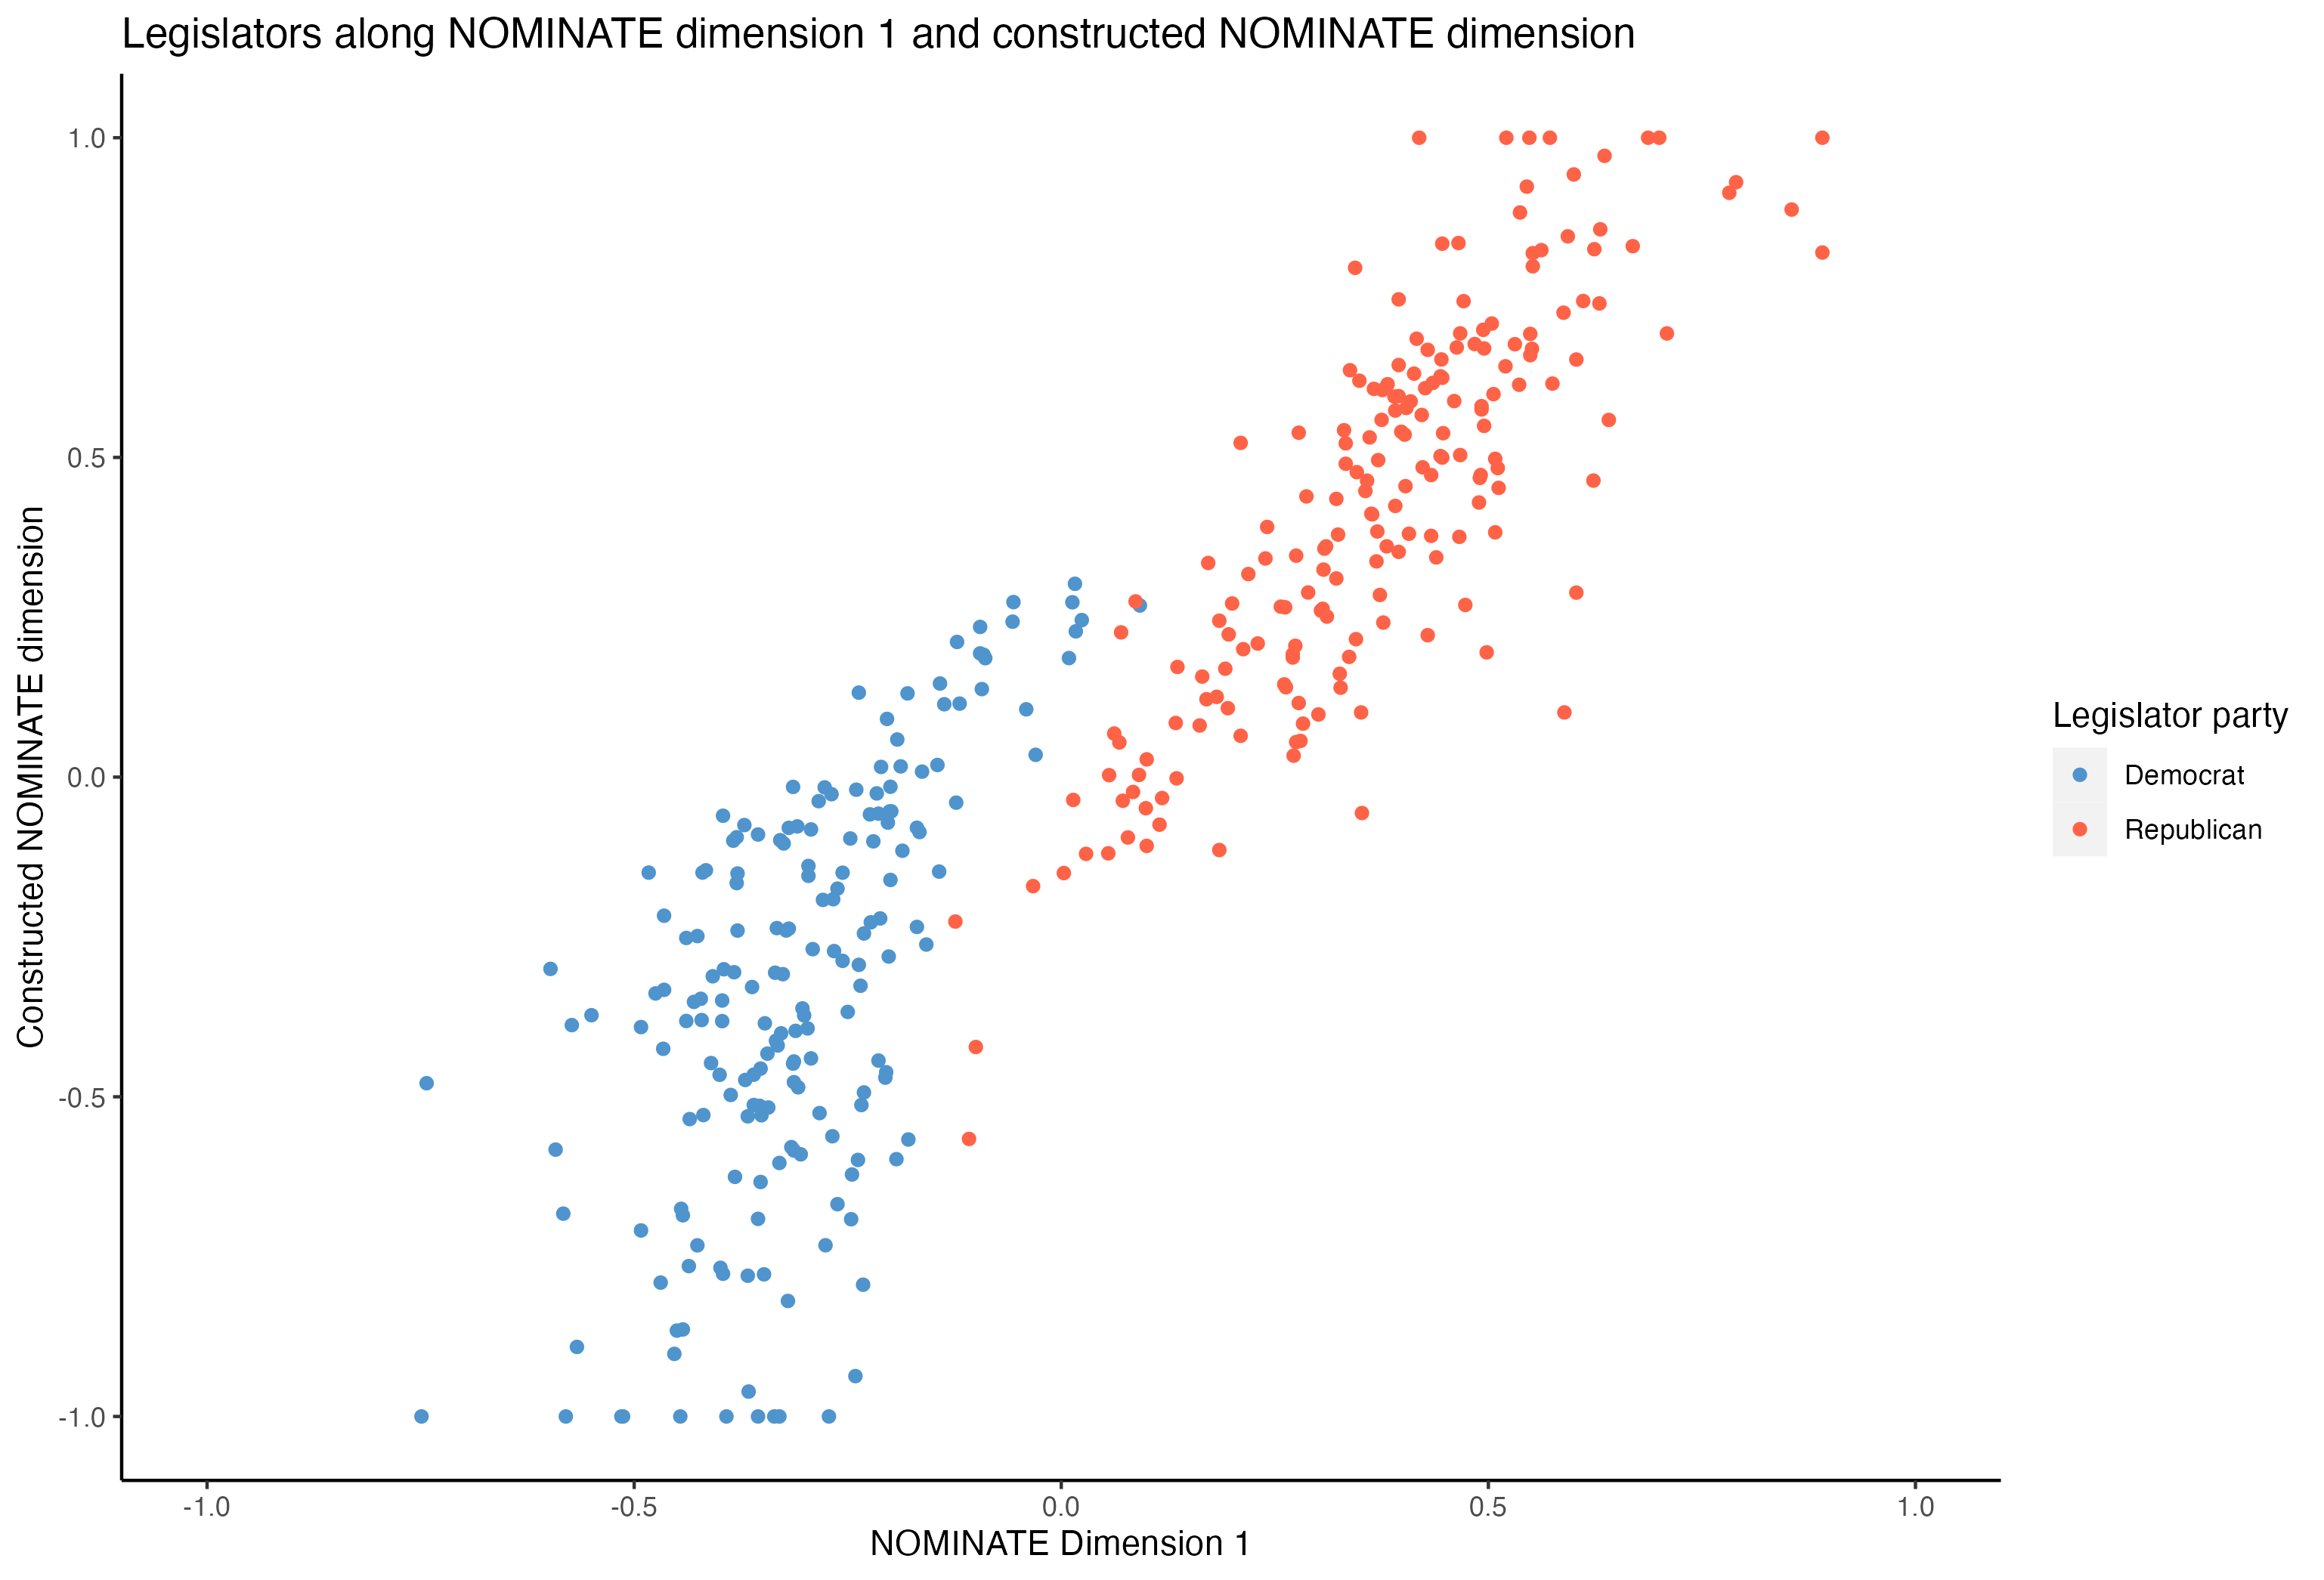 Legislators along NOMINATE dimension 1 and constructed NOMINATE dimension
1.0
0.5
0.0
-0.5
-1.0
Constructed NOMINATE dimension
-1.0
-0.5
0.0
0.5
1.0
NOMINATE Dimension 1
Legislator party
Democrat
Republican